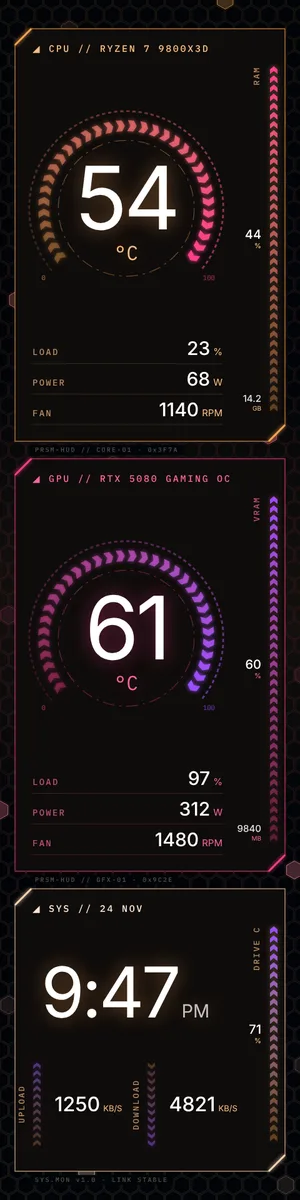 CPU // RYZEN 7 9800X3D
RAM
54
°C
0
100
44
%
LOAD 23 %
POWER 68 W
14.2
GB
FAN 1140 RPM
PRSM-HUD // CORE-01 - 0x3F7A
GPU // RTX 5080 GAMING OC
VRAM
61
°C
60
%
0
100
LOAD 97 %
POWER 312 W
9840
MB
FAN 1480 RPM
PRSM-HUD // GFX-01 - 0x9C2E
SYS // 24 NOV
DRIVE C
9:47 PM
71
%
UPLOAD
1250 KB/S
DOWNLOAD
4821 KB/S
SYS.MON v1.0 - LINK STABLE